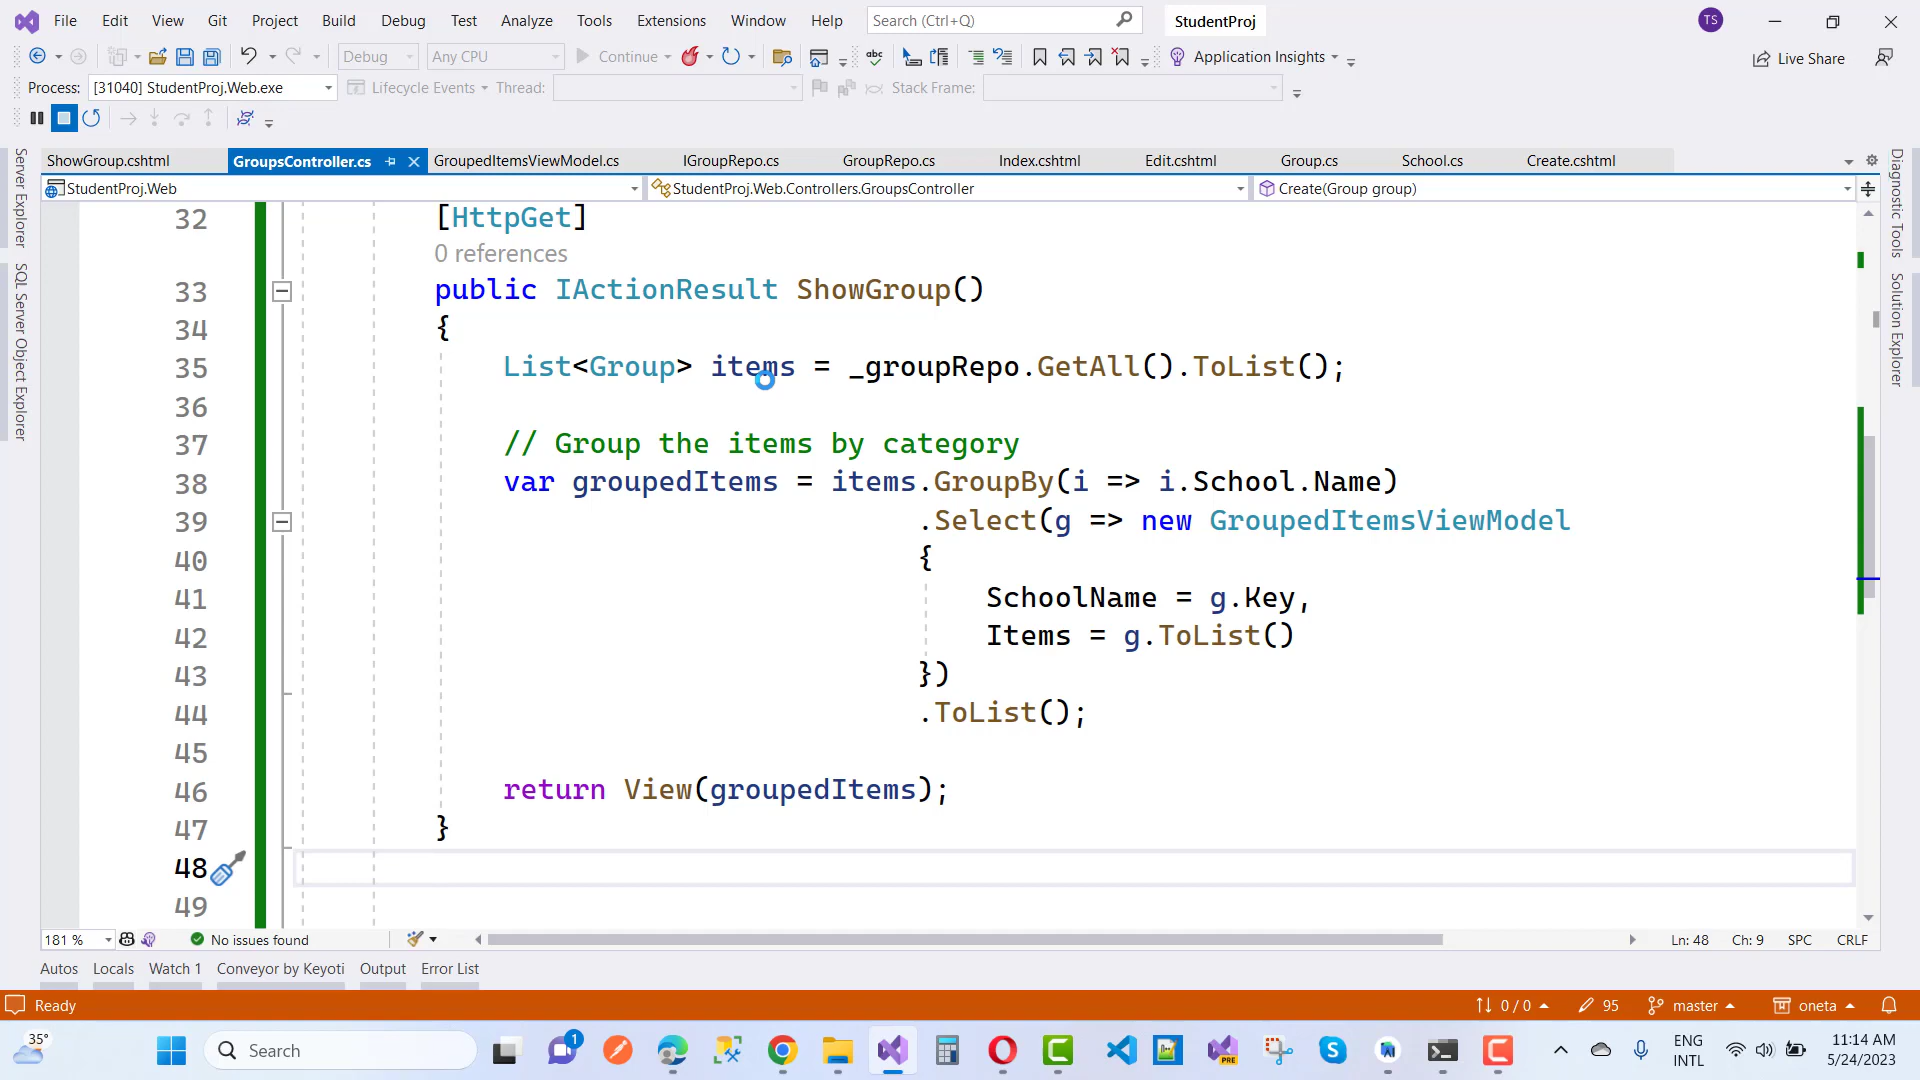 File Edit View Git Project Build Debug Test Analyze Tools Extensions Window Help Search (Ctrl+Q) StudentProj TS
Debug Any CPU Continue abc Application Insights Live Share
Process: [31040] StudentProj.Web.exe Lifecycle Events Thread: Stack Frame:
ShowGroup.cshtml GroupsController.cs GroupedItemsViewModel.cs IGroupRepo.cs GroupRepo.cs Index.cshtml Edit.cshtml Group.cs School.cs Create.cshtml
StudentProj.Web StudentProj.Web.Controllers.GroupsController Create(Group group)
Server Explorer
SQL Server Object Explorer
Diagnostic Tools
Solution Explorer
32 [HttpGet]
0 references
33 public IActionResult ShowGroup()
34 {
35 List<Group> items = _groupRepo.GetAll().ToList();
36
37 // Group the items by category
38 var groupedItems = items.GroupBy(i => i.School.Name)
39 .Select(g => new GroupedItemsViewModel
40 {
41 SchoolName = g.Key,
42 Items = g.ToList()
43 })
44 .ToList();
45
46 return View(groupedItems);
47 }
48
49
181 % No issues found Ln: 48 Ch: 9 SPC CRLF
Autos Locals Watch 1 Conveyor by Keyoti Output Error List
Ready 0 / 0 95 master oneta
35° Search 1 PRE ENG 11:14 AM
INTL 5/24/2023